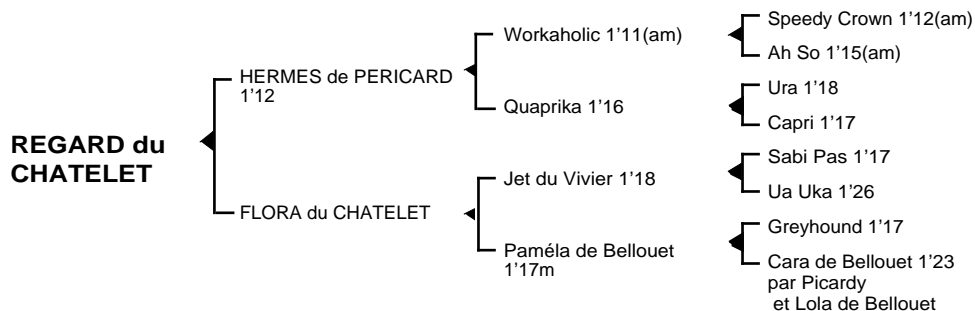 REGARD du
CHATELET
HERMES de PERICARD
1'12
FLORA du CHATELET
Workaholic 1'11(am)
Quaprika 1'16
Jet du Vivier 1'18
Paméla de Bellouet
1'17m
Speedy Crown 1'12(am)
Ah So 1'15(am)
Ura 1'18
Capri 1'17
Sabi Pas 1'17
Ua Uka 1'26
Greyhound 1'17
Cara de Bellouet 1'23
par Picardy
et Lola de Bellouet